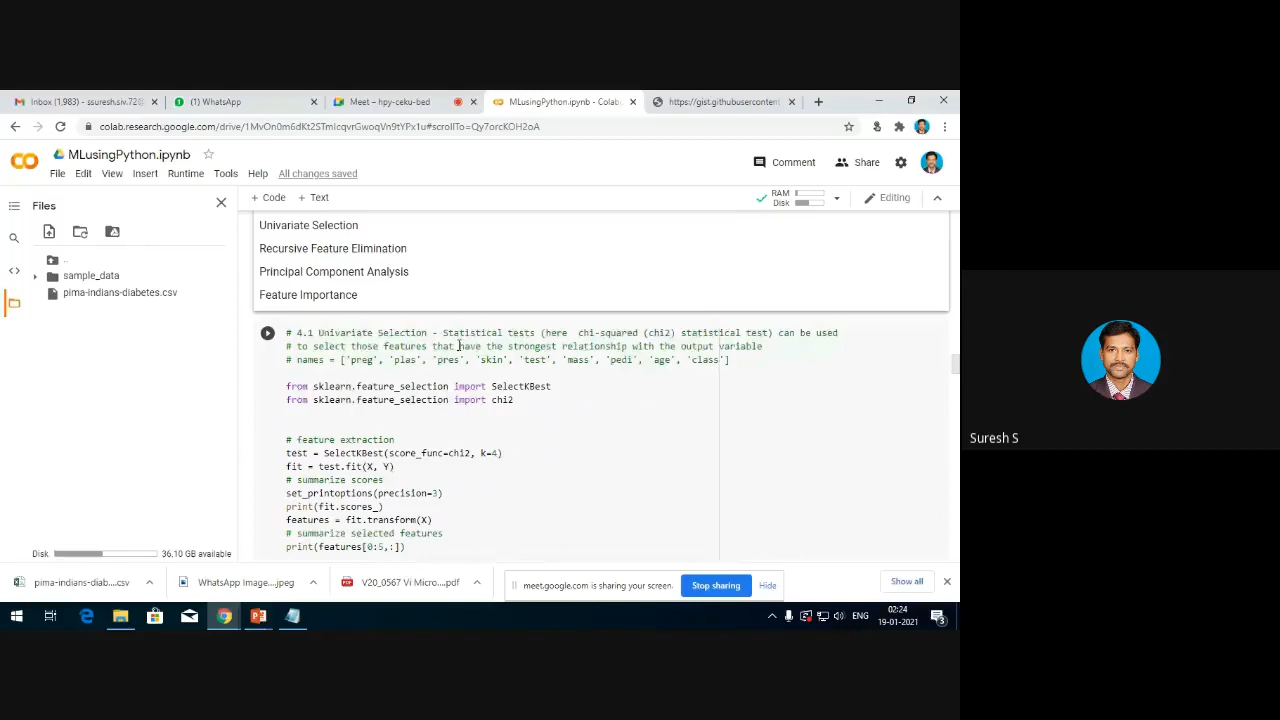 Inbox (1,983) - ssuresh.siv.72@
(1) WhatsApp
Meet – hpy-ceku-bed
MLusingPython.ipynb - Colab
https://gist.githubusercontent
colab.research.google.com/drive/1MvOn0m6dKt2STmIcqvrGwoqVn9tYPx1u#scrollTo=Qy7orcKOH2oA
MLusingPython.ipynb
Comment
Share
File Edit View Insert Runtime Tools Help All changes saved
Files
+ Code + Text
RAM
Disk
Editing
Univariate Selection
Recursive Feature Elimination
Principal Component Analysis
Feature Importance
..
sample_data
pima-indians-diabetes.csv
# 4.1 Univariate Selection - Statistical tests (here  chi-squared (chi2) statistical test) can be used
# to select those features that have the strongest relationship with the output variable
# names = ['preg', 'plas', 'pres', 'skin', 'test', 'mass', 'pedi', 'age', 'class']
from sklearn.feature_selection import SelectKBest
from sklearn.feature_selection import chi2
# feature extraction
test = SelectKBest(score_func=chi2, k=4)
fit = test.fit(X, Y)
# summarize scores
set_printoptions(precision=3)
print(fit.scores_)
features = fit.transform(X)
# summarize selected features
print(features[0:5,:])
Disk 36.10 GB available
pima-indians-diab....csv
WhatsApp Image....jpeg
V20_0567 Vi Micro....pdf
meet.google.com is sharing your screen.
Stop sharing
Hide
Show all
ENG
02:24
19-01-2021
3
Suresh S